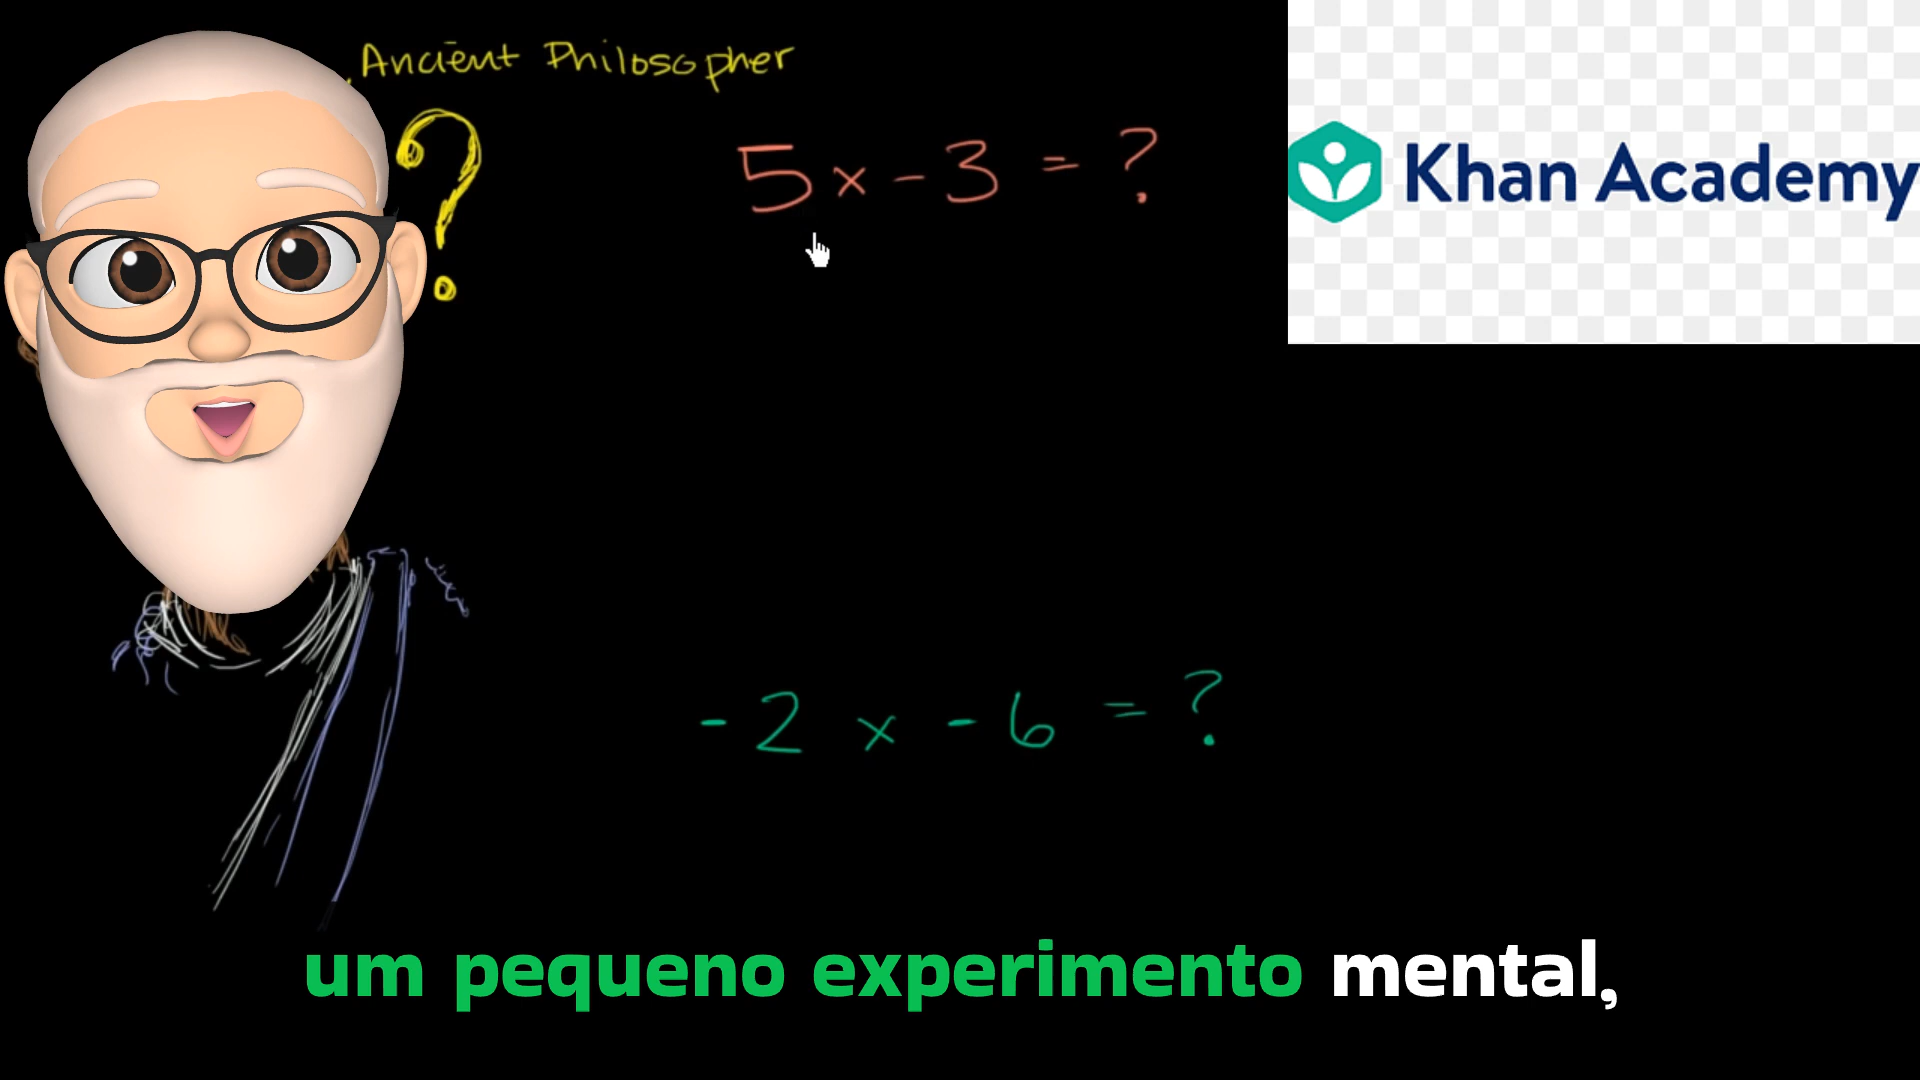 Ancient Philosopher
?
5 x - 3 = ?
Khan Academy
- 2 x - 6 = ?
um pequeno experimento mental,